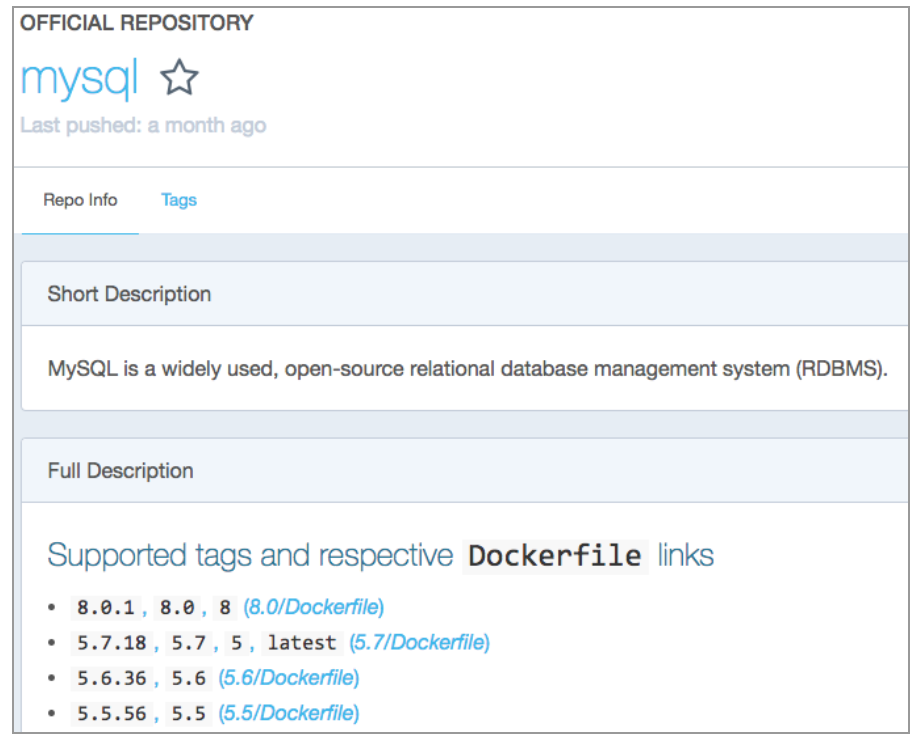 OFFICIAL REPOSITORY
mysql
Last pushed: a month ago
Repo Info Tags
Short Description
MySQL is a widely used, open-source relational database management system (RDBMS).
Full Description
Supported tags and respective Dockerfile links
• 8.0.1, 8.0, 8 (8.0/Dockerfile)
• 5.7.18, 5.7, 5, latest (5.7/Dockerfile)
• 5.6.36, 5.6 (5.6/Dockerfile)
• 5.5.56, 5.5 (5.5/Dockerfile)